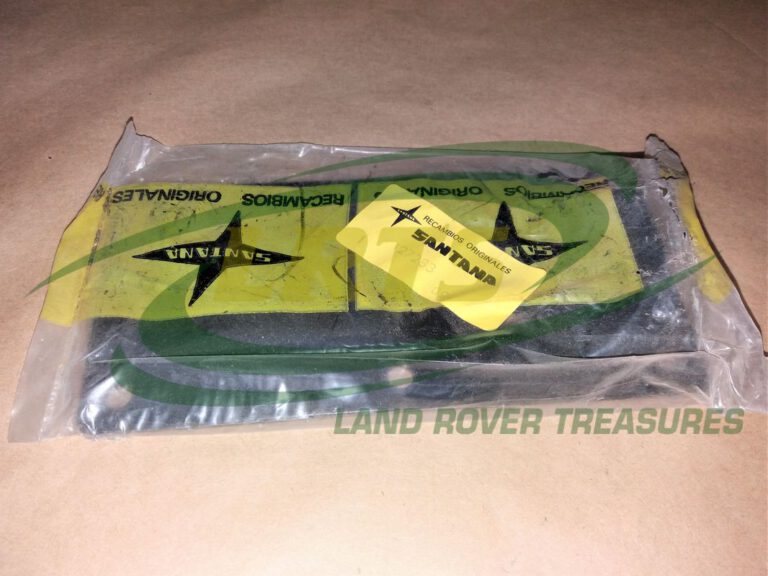 RECAMBIOS ORIGINALES
SANTANA
RECAMBIOS ORIGINALES
SANTANA
RECAMBIOS ORIGINALES
SANTANA
LAND ROVER TREASURES